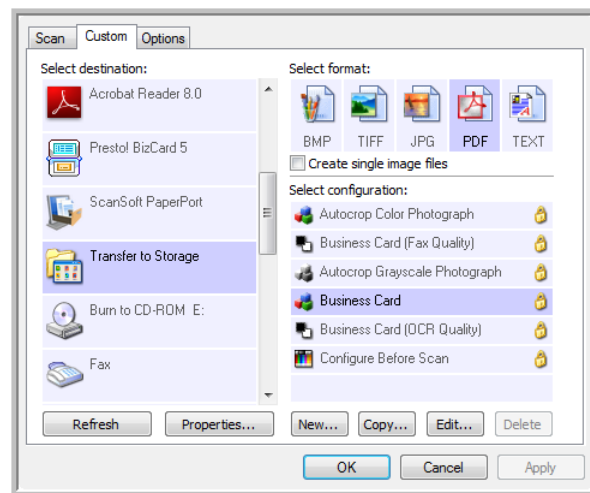 Scan Custom Options
Select destination:
Acrobat Reader 8.0
Presto! BizCard 5
ScanSoft PaperPort
Transfer to Storage
Burn to CD-ROM  E:
Fax
Refresh Properties...
Select format:
BMP TIFF JPG PDF TEXT
Create single image files
Select configuration:
Autocrop Color Photograph
Business Card (Fax Quality)
Autocrop Grayscale Photograph
Business Card
Business Card (OCR Quality)
Configure Before Scan
New... Copy... Edit... Delete
OK Cancel Apply